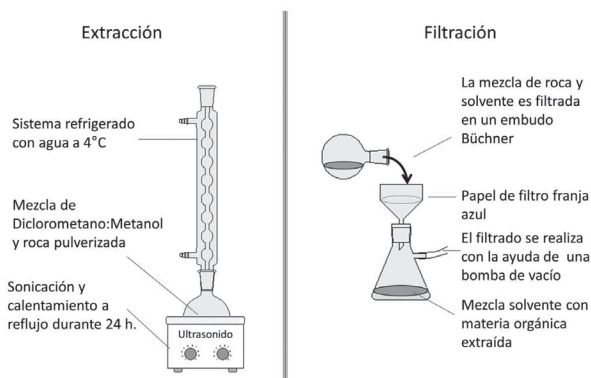 Extracción
Sistema refrigerado
con agua a 4°C
Mezcla de
Diclorometano:Metanol
y roca pulverizada
Sonicación y
calentamiento a
reflujo durante 24 h.
Ultrasonido
Filtración
La mezcla de roca y
solvente es filtrada
en un embudo
Büchner
Papel de filtro franja
azul
El filtrado se realiza
con la ayuda de una
bomba de vacío
Mezcla solvente con
materia orgánica
extraída